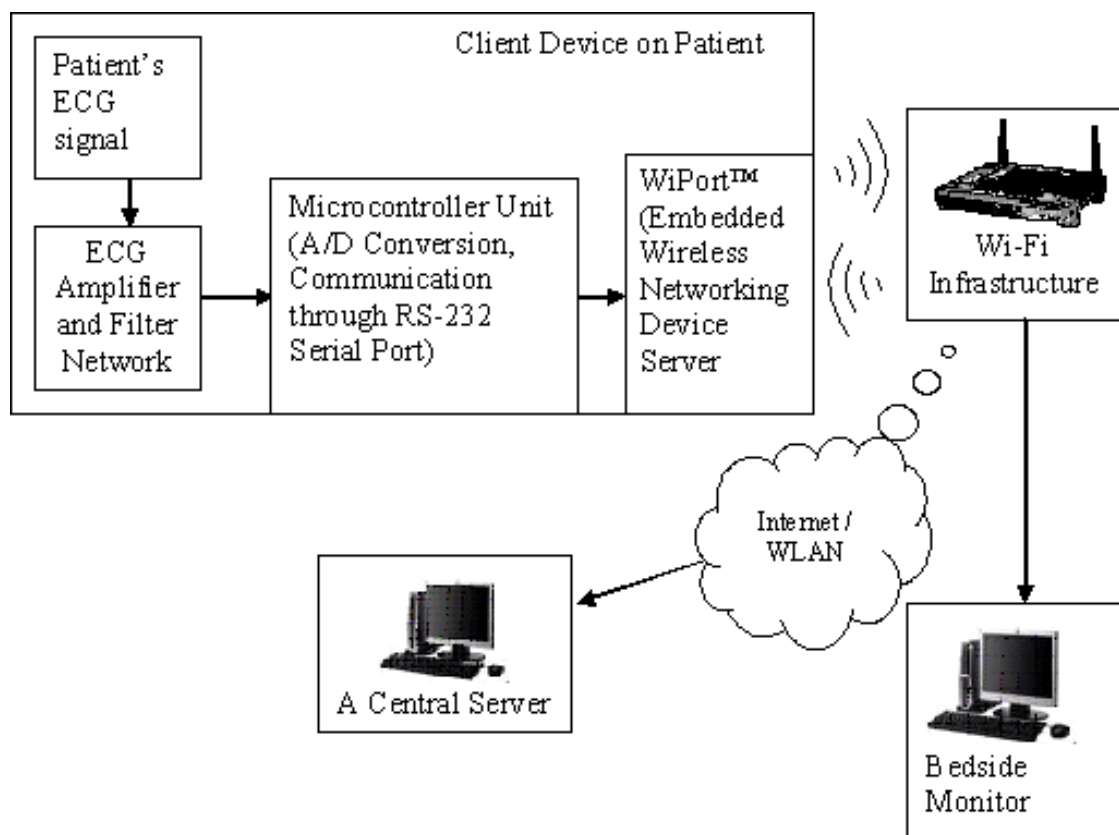 Client Device on Patient
Patient's
ECG
signal
ECG
Amplifier
and Filter
Network
Microcontroller Unit
(A/D Conversion,
Communication
through RS-232
Serial Port)
WiPort™
(Embedded
Wireless
Networking
Device
Server
Wi-Fi
Infrastructure
Internet /
WLAN
A Central Server
Bedside
Monitor